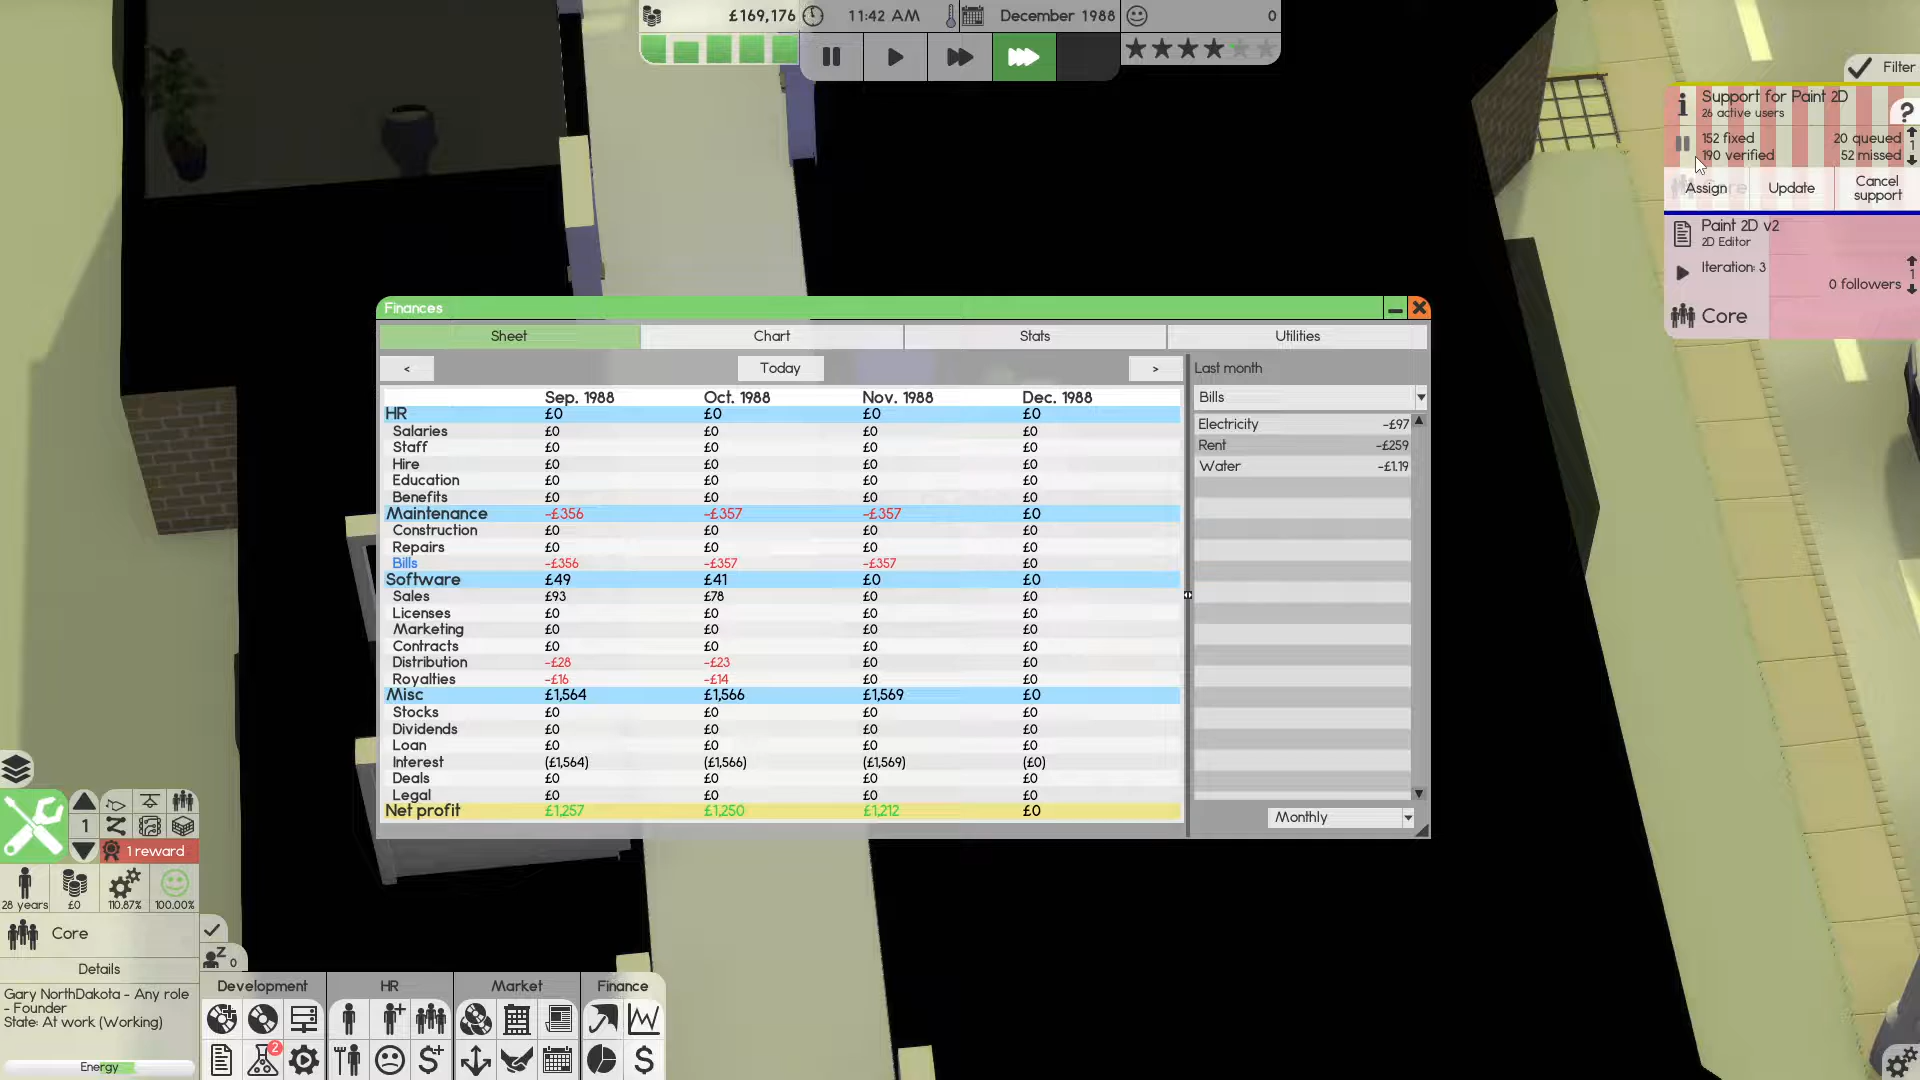 £169,176 11:42 AM December 1988 0
Filter
Support for Paint 2D
26 active users
?
152 fixed 20 queued
190 verified 52 missed
1
Assign Update Cancel support
Paint 2D v2
2D Editor
Iteration: 3
0 followers
1
Core
Finances
Sheet Chart Stats Utilities
< Today > Last month
Bills
Sep. 1988 Oct. 1988 Nov. 1988 Dec. 1988
HR £0 £0 £0 £0
Salaries £0 £0 £0 £0
Staff £0 £0 £0 £0
Hire £0 £0 £0 £0
Education £0 £0 £0 £0
Benefits £0 £0 £0 £0
Maintenance -£356 -£357 -£357 £0
Construction £0 £0 £0 £0
Repairs £0 £0 £0 £0
Bills -£356 -£357 -£357 £0
Software £49 £41 £0 £0
Sales £93 £78 £0 £0
Licenses £0 £0 £0 £0
Marketing £0 £0 £0 £0
Contracts £0 £0 £0 £0
Distribution -£28 -£23 £0 £0
Royalties -£16 -£14 £0 £0
Misc £1,564 £1,566 £1,569 £0
Stocks £0 £0 £0 £0
Dividends £0 £0 £0 £0
Loan £0 £0 £0 £0
Interest (£1,564) (£1,566) (£1,569) (£0)
Deals £0 £0 £0 £0
Legal £0 £0 £0 £0
Net profit £1,257 £1,250 £1,212 £0
Electricity -£97
Rent -£259
Water -£1.19
Monthly
1
1 reward
28 years £0 110.87% 100.00%
Core
Z 0
Details
Gary NorthDakota - Any role
- Founder
State: At work (Working)
Energy
Development HR Market Finance
2